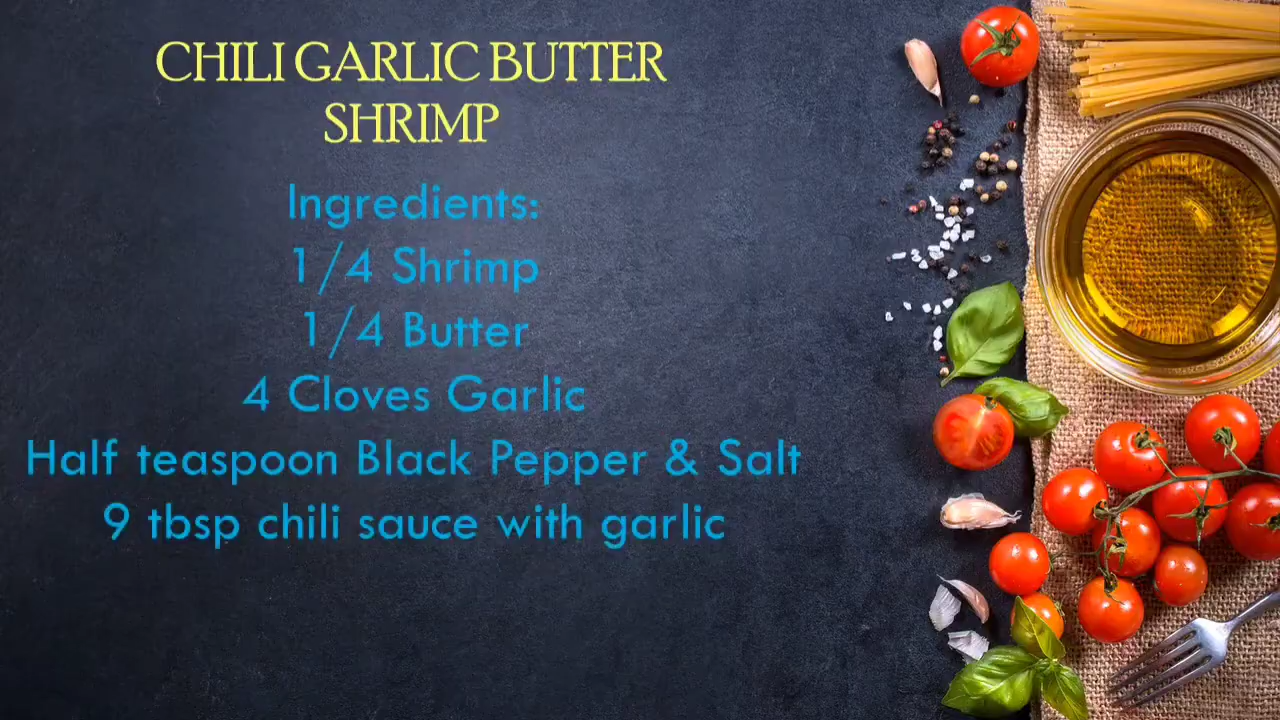 CHILI GARLIC BUTTER
SHRIMP
Ingredients:
1/4 Shrimp
1/4 Butter
4 Cloves Garlic
Half teaspoon Black Pepper & Salt
9 tbsp chili sauce with garlic